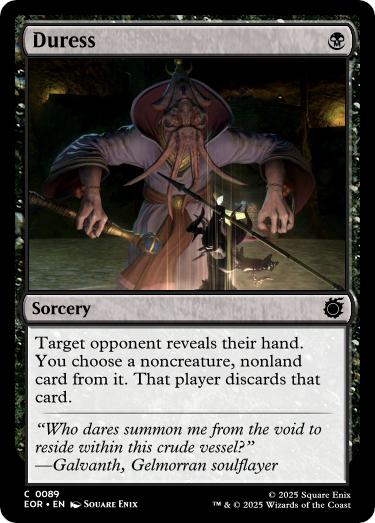 Duress
Sorcery
Target opponent reveals their hand.
You choose a noncreature, nonland
card from it. That player discards that
card.
“Who dares summon me from the void to
reside within this crude vessel?”
—Galvanth, Gelmorran soulflayer
C 0089
EOR • EN Square Enix
© 2025 Square Enix
™ & © 2025 Wizards of the Coast